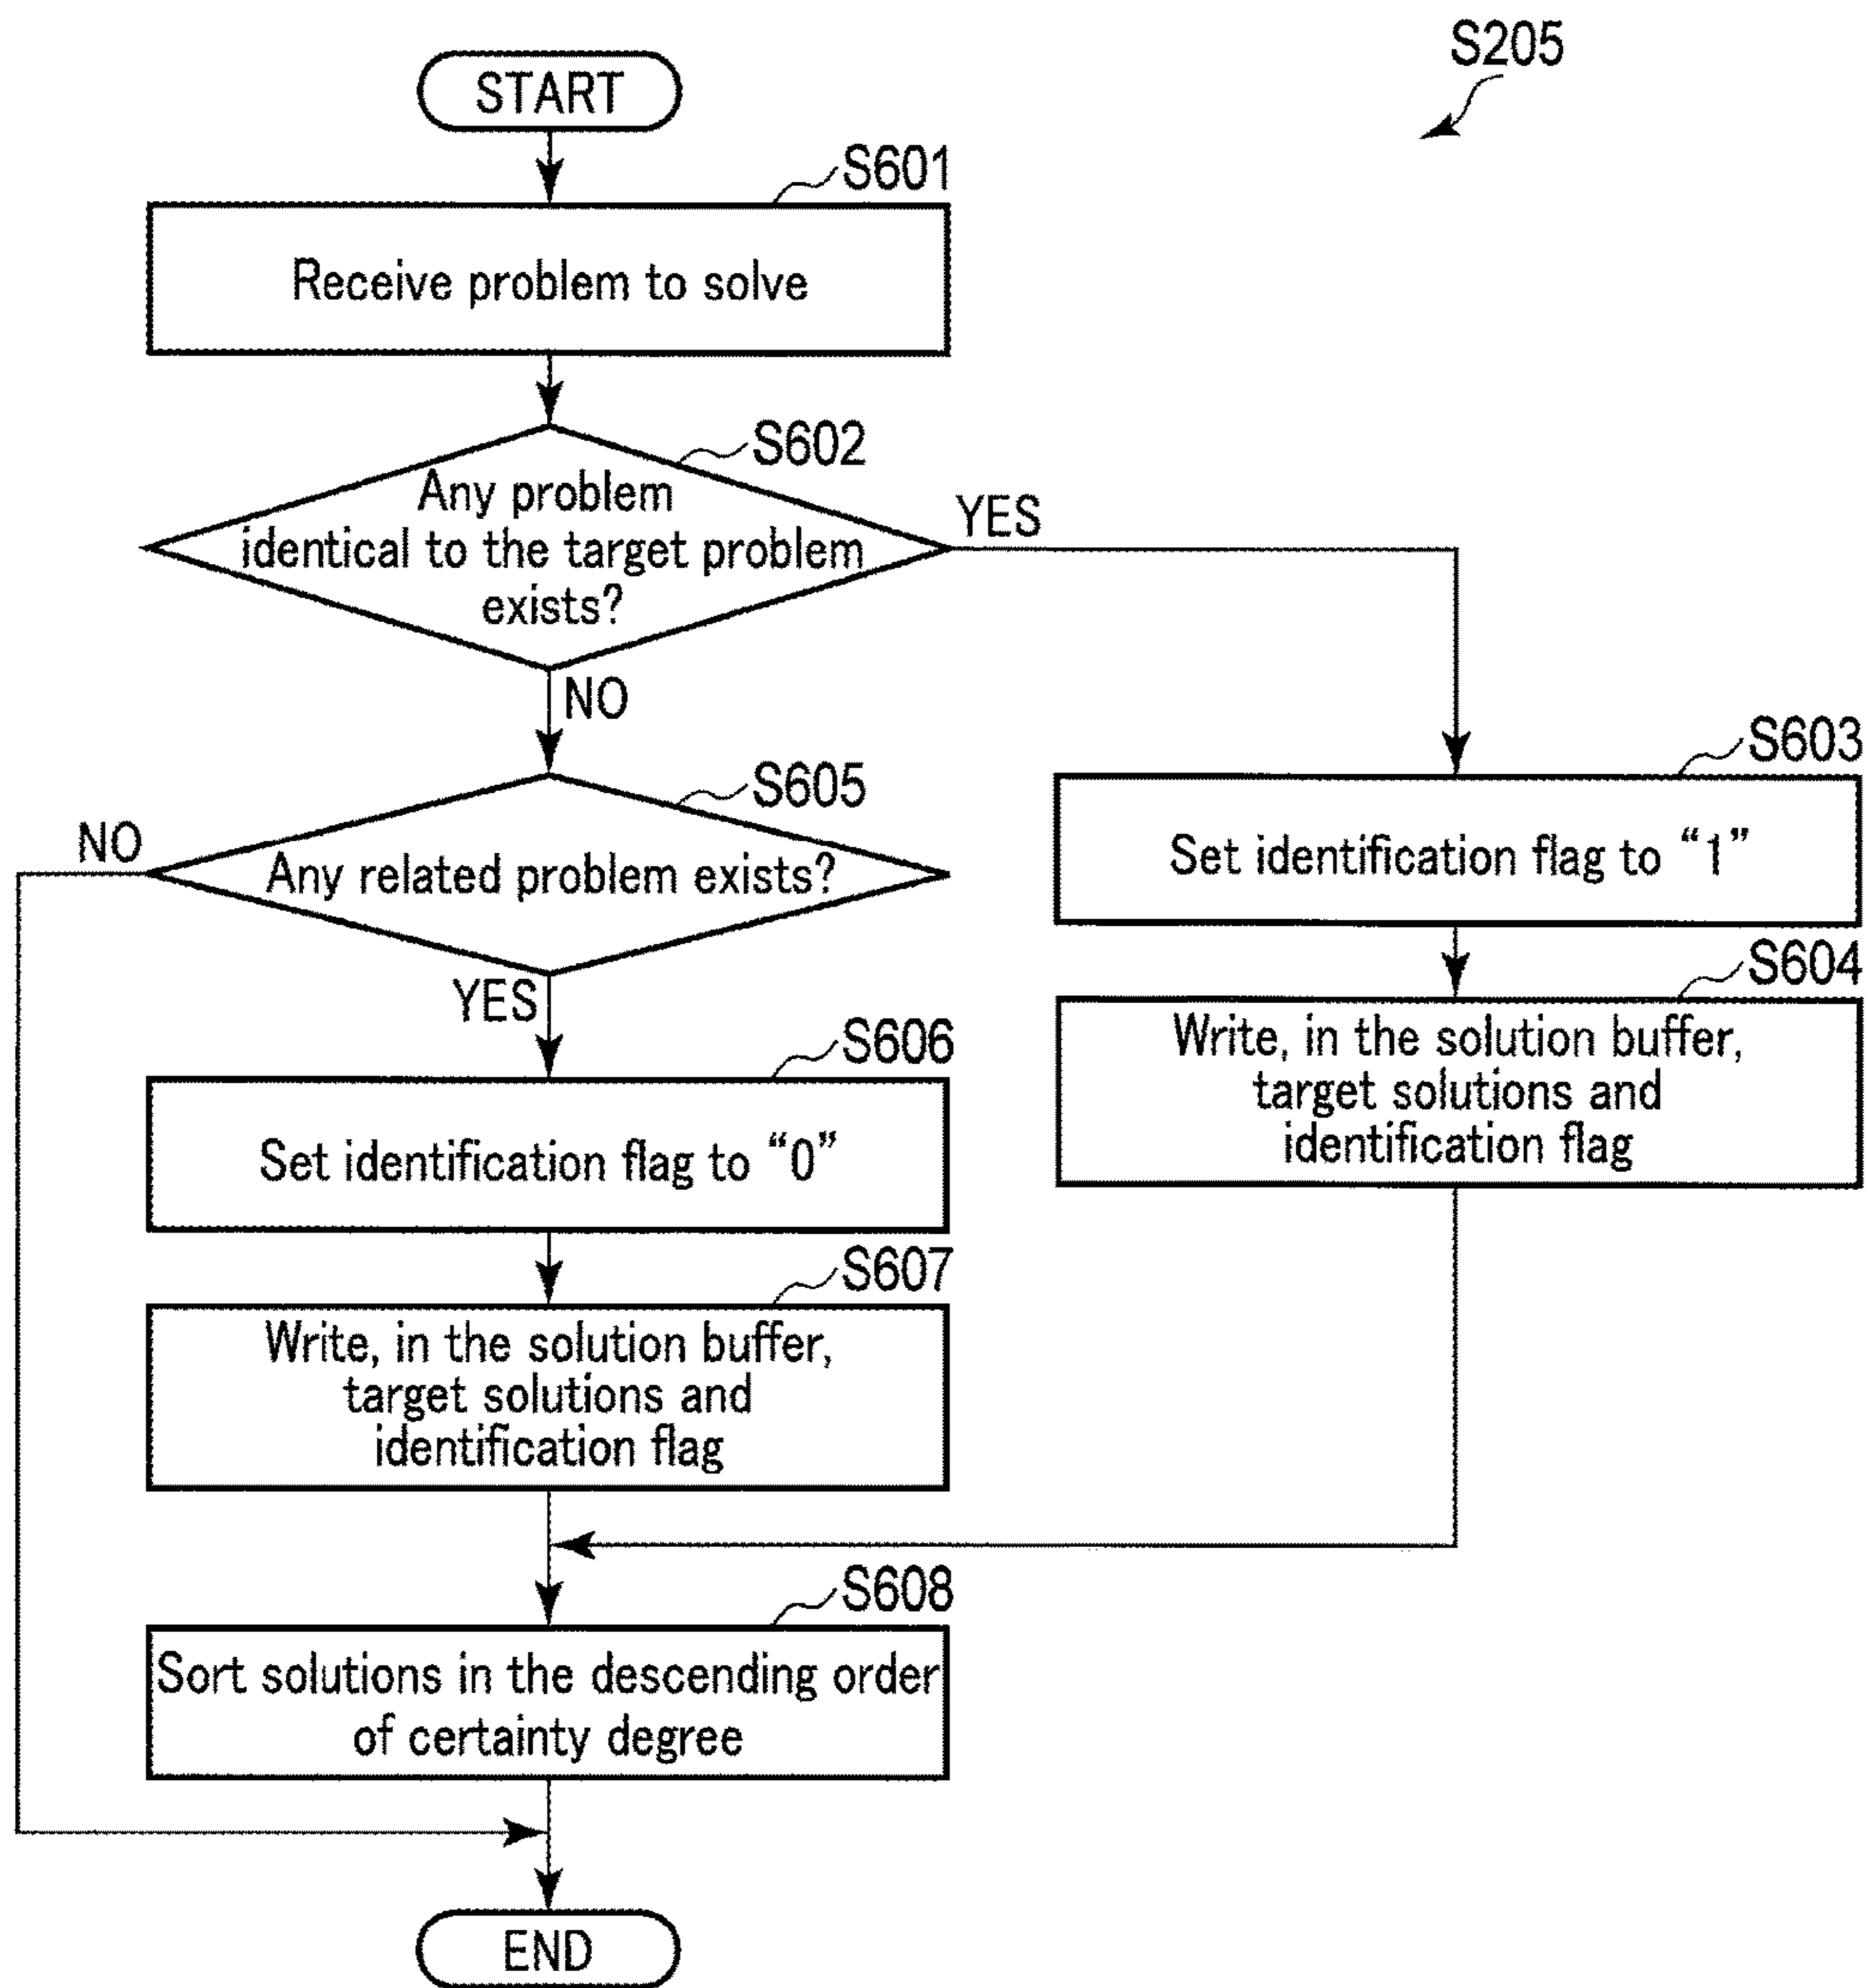 S205
START
S601
Receive problem to solve
S602
Any problem
identical to the target problem
exists?
YES
NO
S603
Set identification flag to “1”
S604
Write, in the solution buffer,
target solutions and
identification flag
S605
NO
Any related problem exists?
YES
S606
Set identification flag to “0”
S607
Write, in the solution buffer,
target solutions and
identification flag
S608
Sort solutions in the descending order
of certainty degree
END